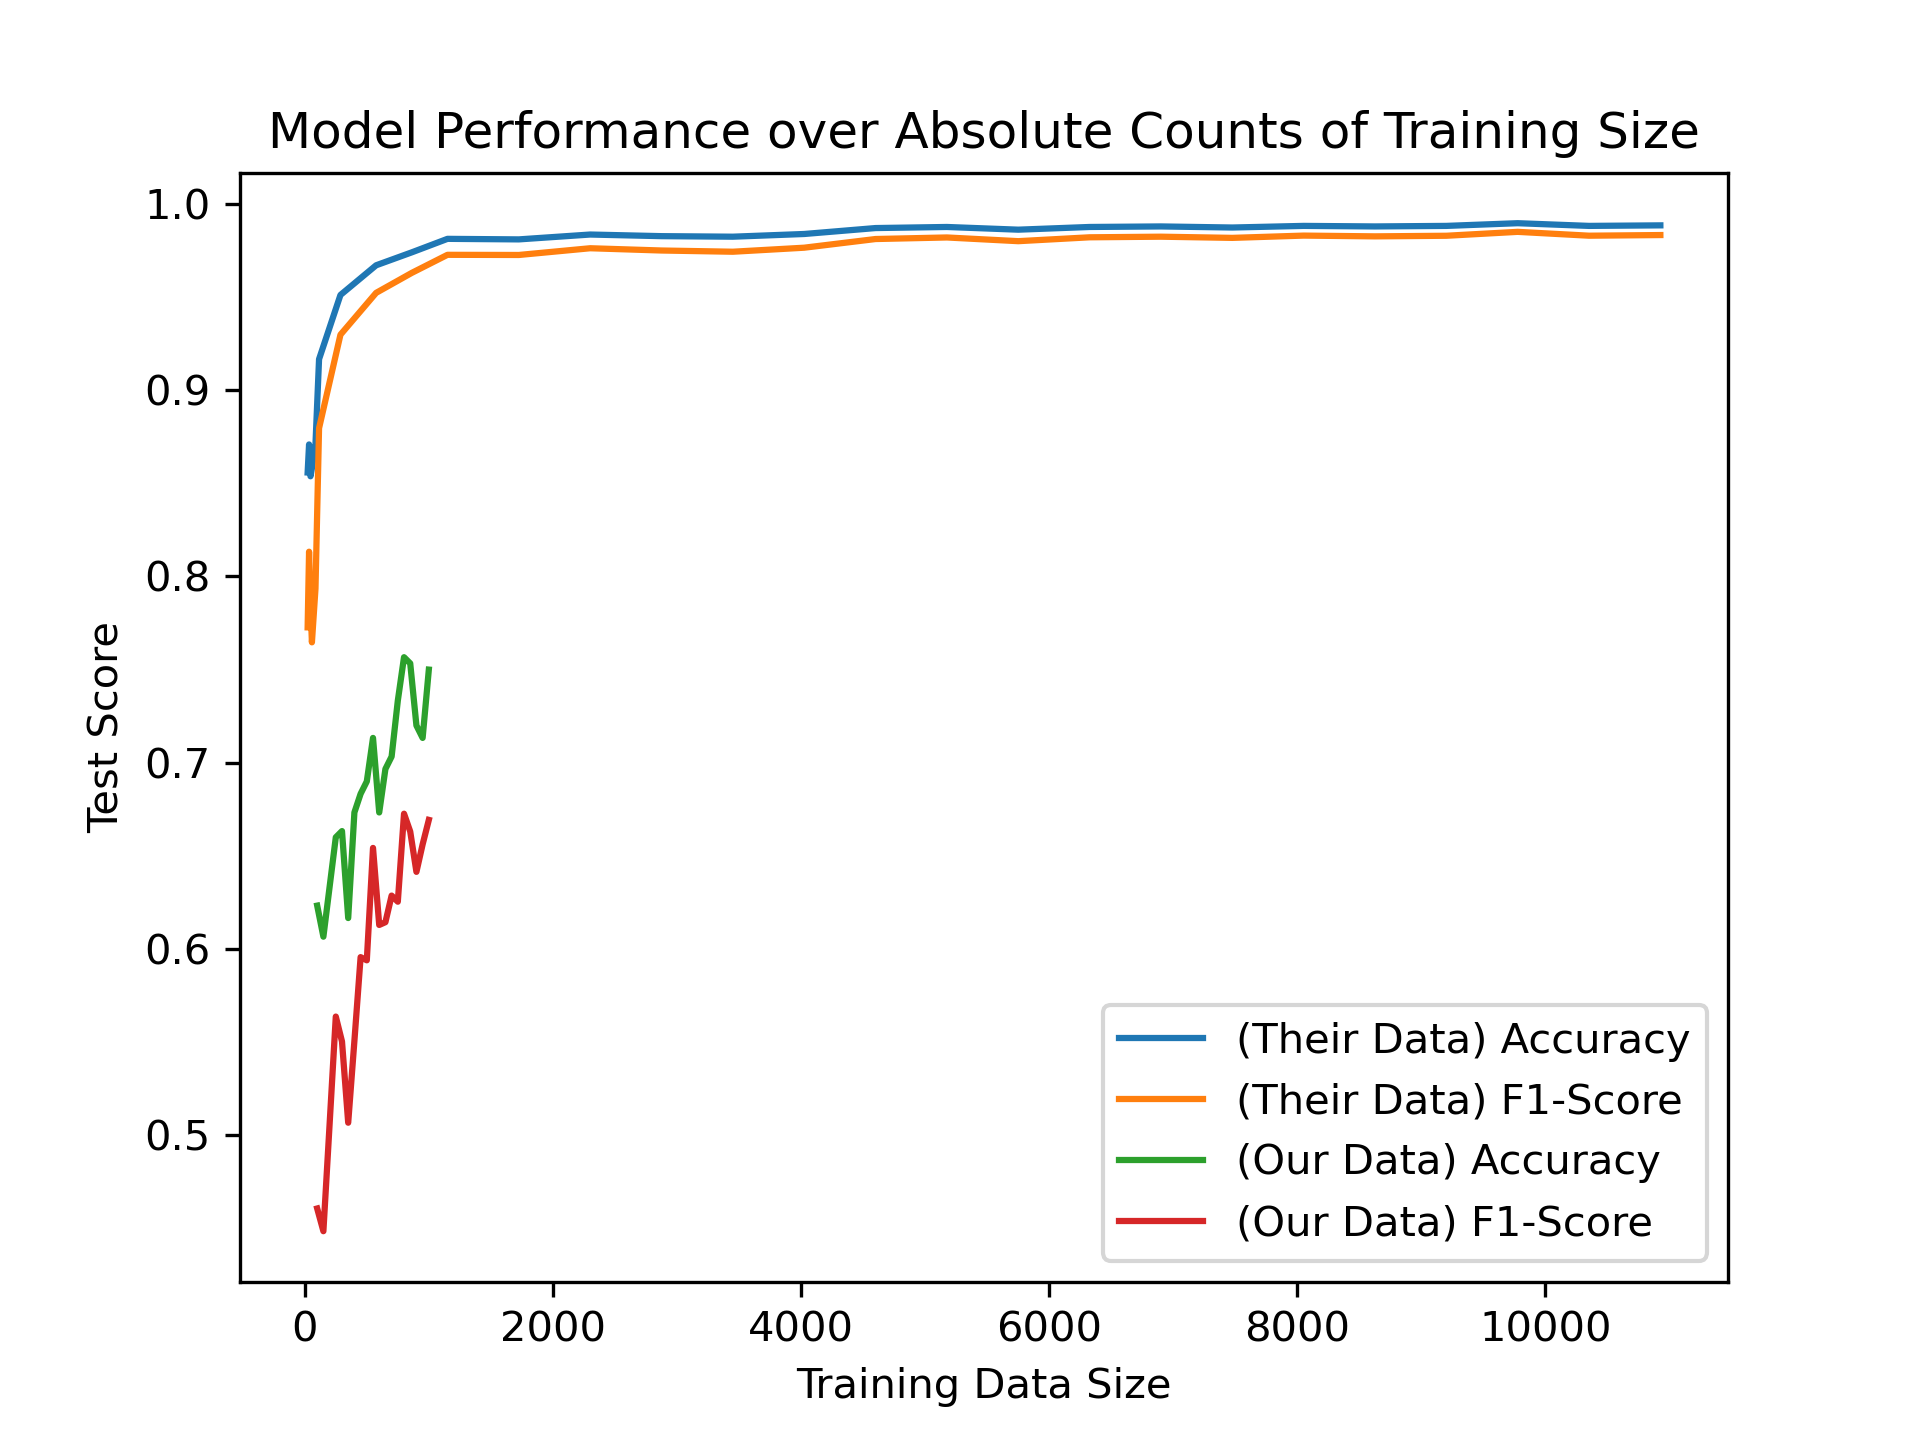 Model Performance over Absolute Counts of Training Size
1.0
0.9
0.8
0.7
0.6
0.5
Test Score
(Their Data) Accuracy
(Their Data) F1-Score
(Our Data) Accuracy
(Our Data) F1-Score
0 2000 4000 6000 8000 10000
Training Data Size